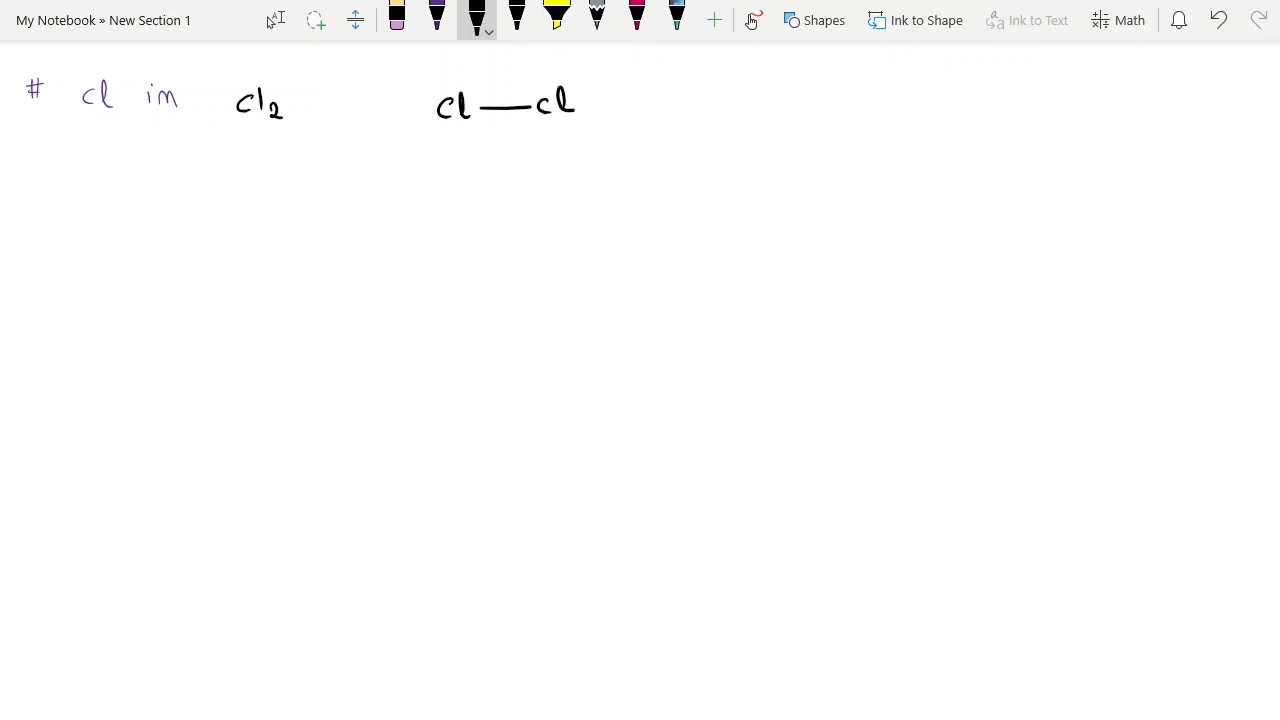 My Notebook » New Section 1 Shapes Ink to Shape Ink to Text Math
# Cl in Cl₂ Cl — Cl